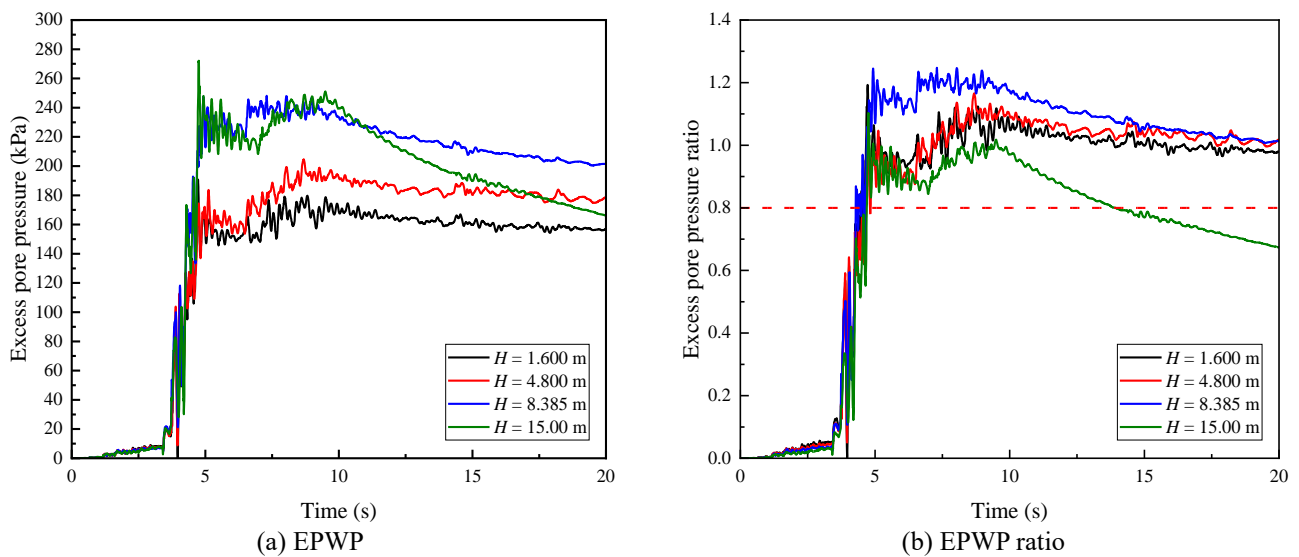 300
280
260
240
220
200
180
160
140
120
100
80
60
40
20
0
Excess pore pressure (kPa)
H = 1.600 m
H = 4.800 m
H = 8.385 m
H = 15.00 m
0 5 10 15 20
Time (s)
(a) EPWP
1.4
1.2
1.0
0.8
0.6
0.4
0.2
0.0
Excess pore pressure ratio
H = 1.600 m
H = 4.800 m
H = 8.385 m
H = 15.00 m
0 5 10 15 20
Time (s)
(b) EPWP ratio